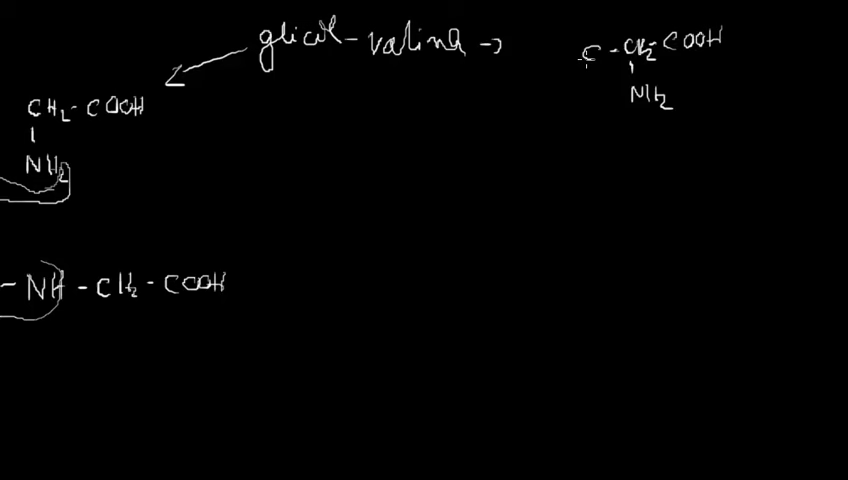 glicil-valina → C - CH2 - COOH
NH2
CH2 - COOH
NH2
- NH - CH2 - COOH